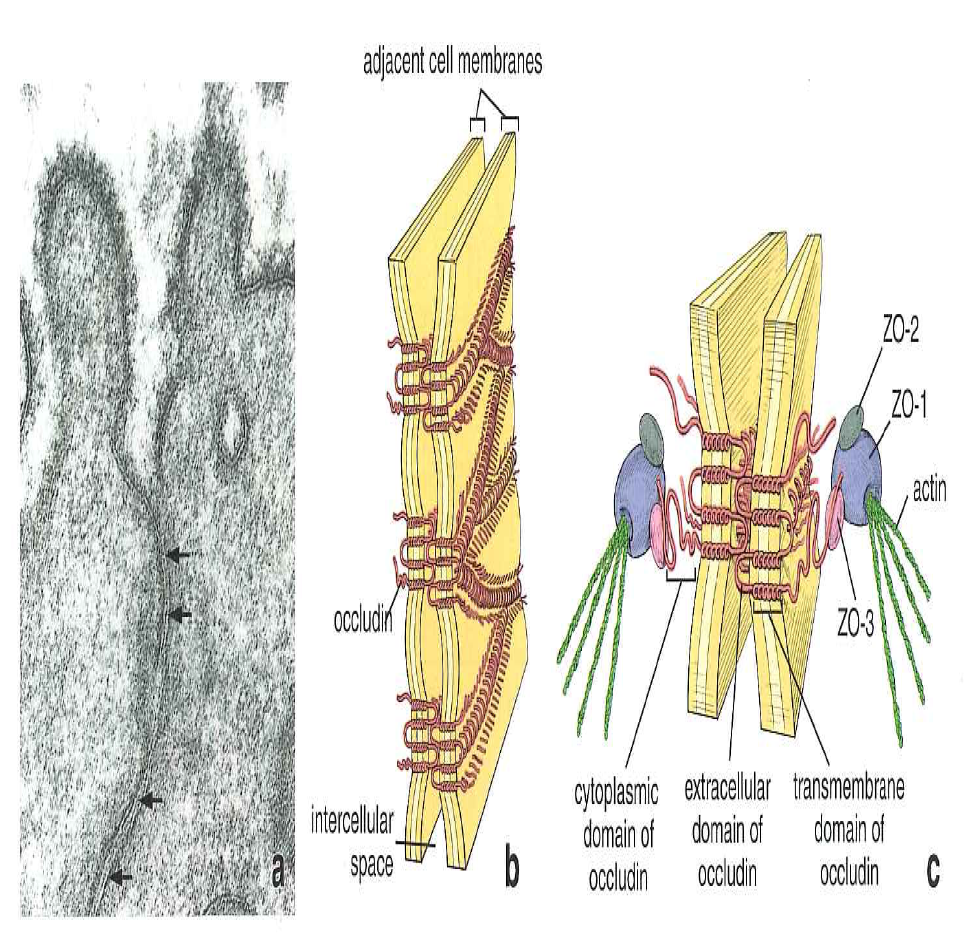 adjacent cell membranes
occludin
intercellular
space
a
b
ZO-2
ZO-1
actin
ZO-3
cytoplasmic
domain of
occludin
extracellular
domain of
occludin
transmembrane
domain of
occludin
c